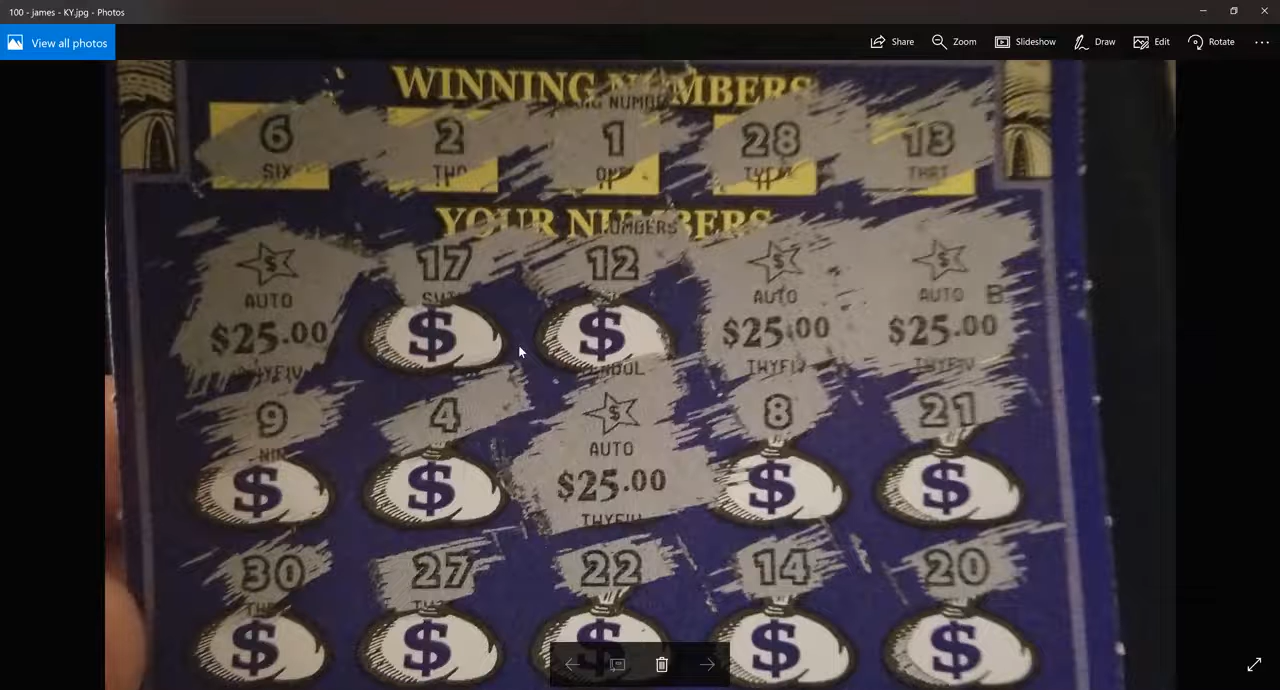 100 - james - KY.jpg - Photos
View all photos
Share Zoom Slideshow Draw Edit Rotate
WINNING NUMBERS
6 2 1 28 13
SIX
YOUR NUMBERS
17 12
AUTO AUTO AUTO B
$25.00 $25.00 $25.00
9 4 8 21
NIN
AUTO
$25.00
30 27 22 14 20
$ $ $ $ $